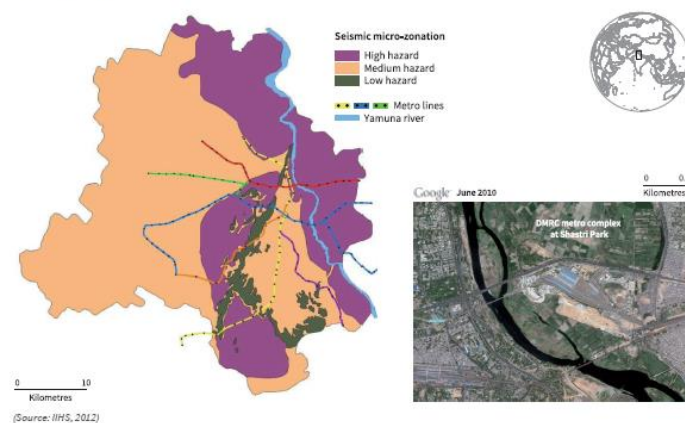 Seismic micro-zonation
High hazard
Medium hazard
Low hazard
Metro lines
Yamuna river
0 10
Kilometres
(Source: IIHS, 2012)
0 0.
Kilometres
Google June 2010
DMRC metro complex
at Shastri Park